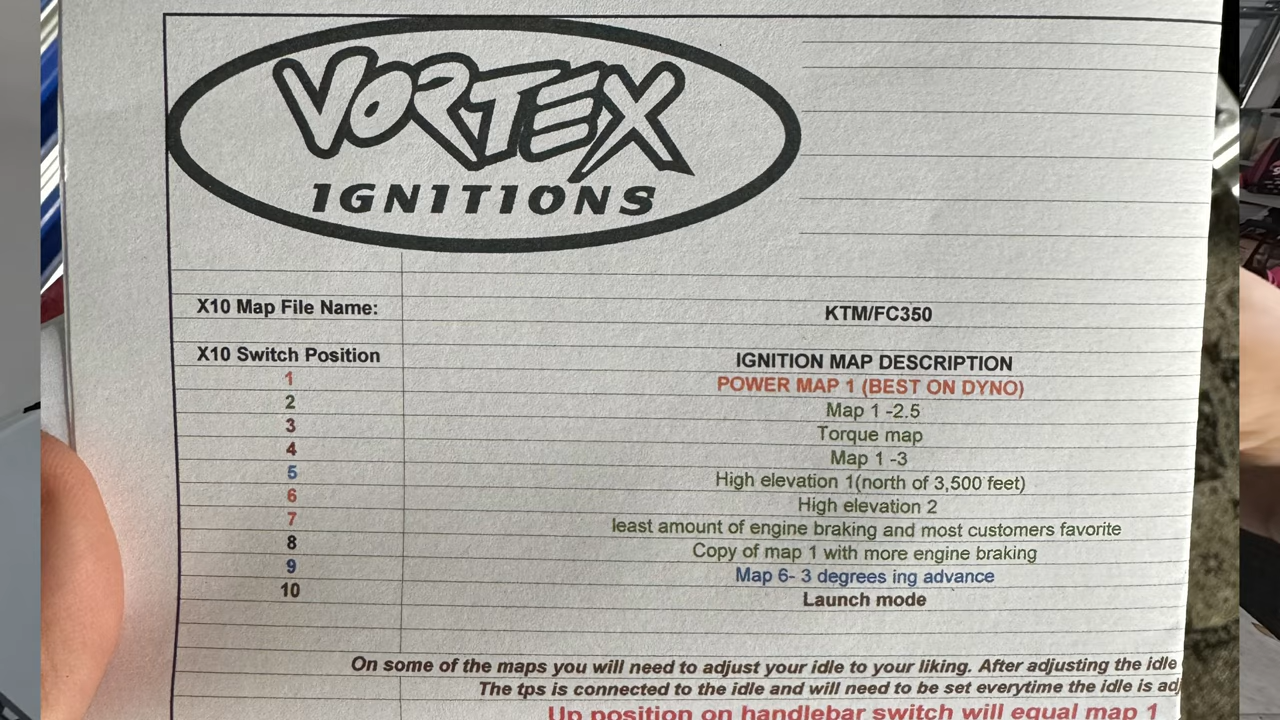 VORTEX
IGNITIONS
X10 Map File Name: KTM/FC350
X10 Switch Position IGNITION MAP DESCRIPTION
1 POWER MAP 1 (BEST ON DYNO)
2 Map 1 -2.5
3 Torque map
4 Map 1 -3
5 High elevation 1(north of 3,500 feet)
6 High elevation 2
7 least amount of engine braking and most customers favorite
8 Copy of map 1 with more engine braking
9 Map 6- 3 degrees ing advance
10 Launch mode
On some of the maps you will need to adjust your idle to your liking. After adjusting the idle
The tps is connected to the idle and will need to be set everytime the idle is adj
Up position on handlebar switch will equal map 1